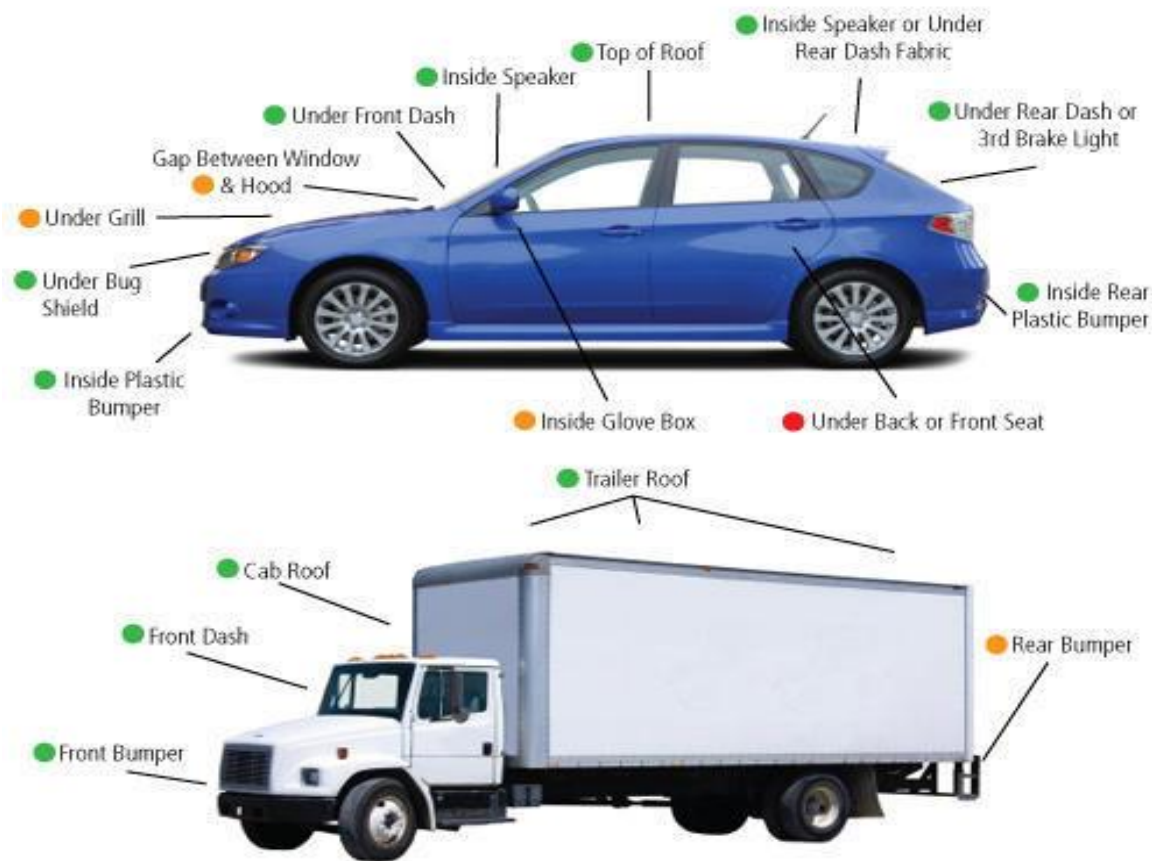 Inside Speaker or Under
Rear Dash Fabric
Top of Roof
Inside Speaker
Under Front Dash
Under Rear Dash or
3rd Brake Light
Gap Between Window
& Hood
Under Grill
Under Bug
Shield
Inside Rear
Plastic Bumper
Inside Plastic
Bumper
Inside Glove Box
Under Back or Front Seat
Trailer Roof
Cab Roof
Front Dash
Rear Bumper
Front Bumper